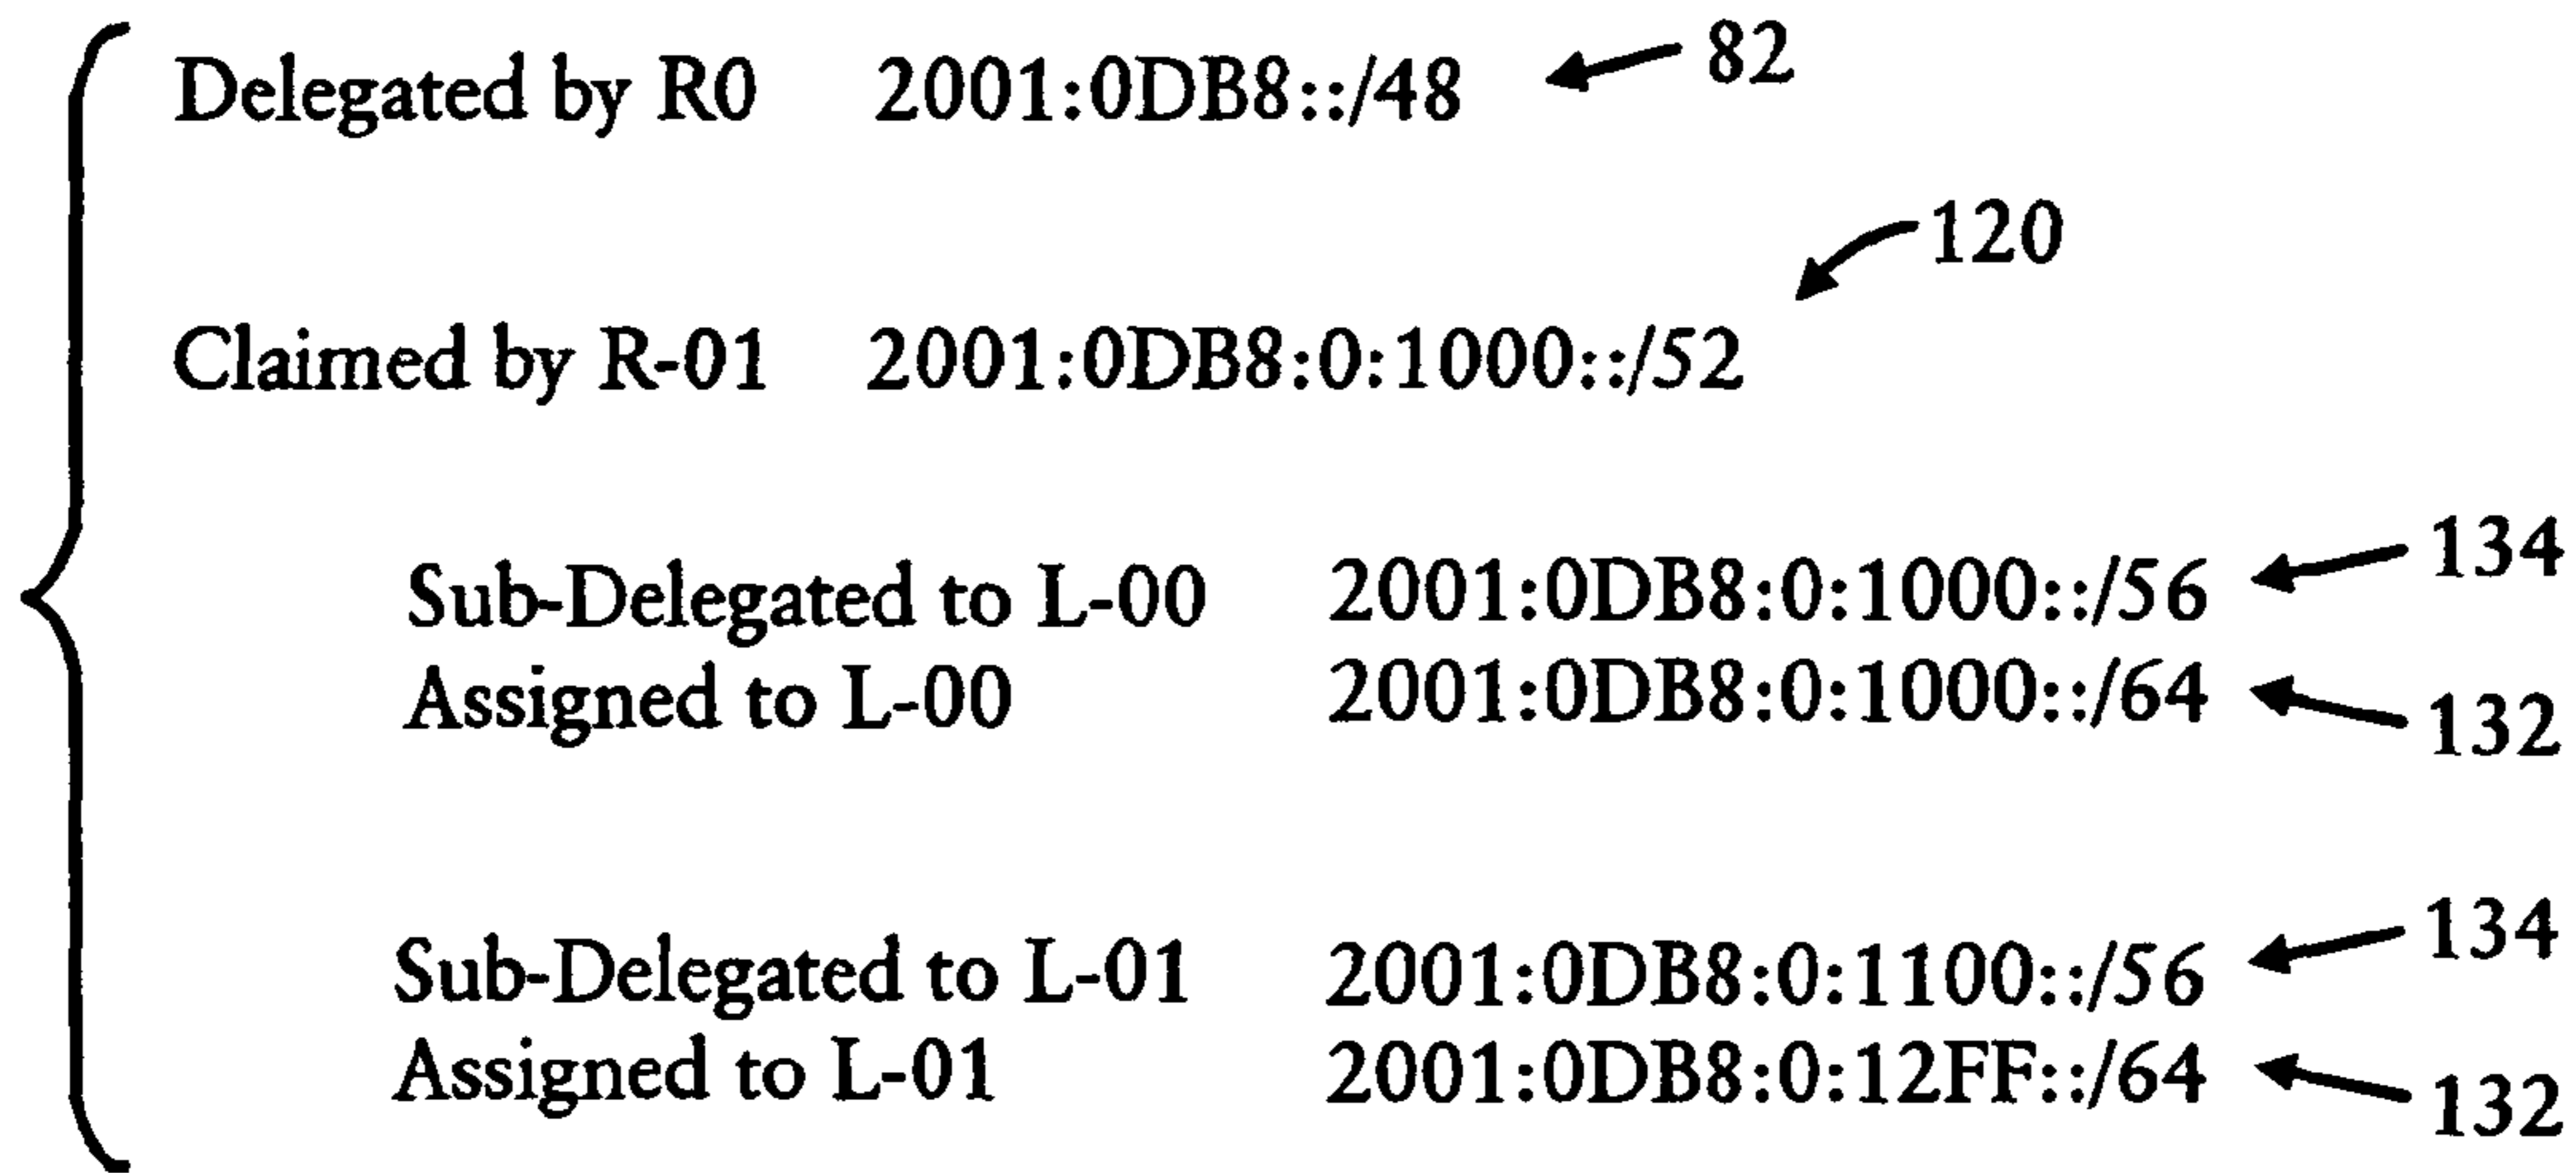 Delegated by R0 2001:0DB8::/48 82
120
Claimed by R-01 2001:0DB8:0:1000::/52
Sub-Delegated to L-00 2001:0DB8:0:1000::/56 134
Assigned to L-00 2001:0DB8:0:1000::/64 132
Sub-Delegated to L-01 2001:0DB8:0:1100::/56 134
Assigned to L-01 2001:0DB8:0:12FF::/64 132